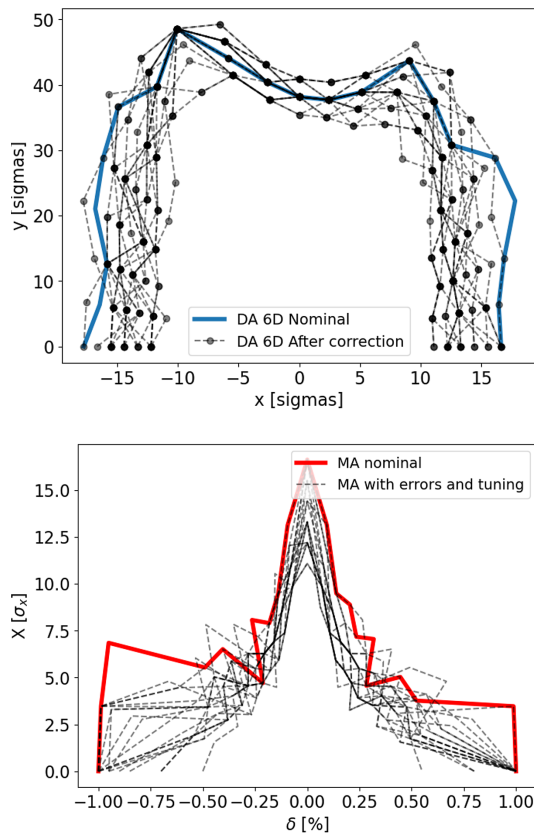 50
40
30
20
10
0
y [sigmas]
DA 6D Nominal
DA 6D After correction
−15 −10 −5 0 5 10 15
x [sigmas]
MA nominal
MA with errors and tuning
15.0
12.5
10.0
7.5
5.0
2.5
0.0
X [σx]
−1.00 −0.75 −0.50 −0.25 0.00 0.25 0.50 0.75 1.00
δ [%]